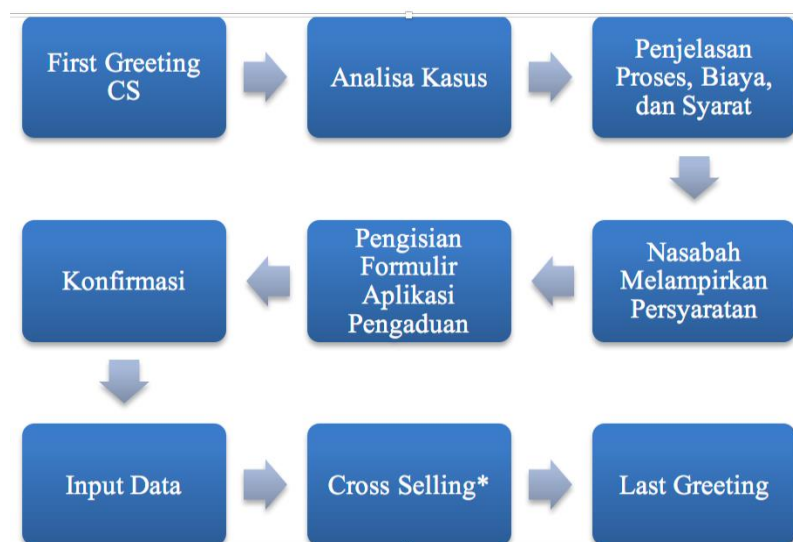 First Greeting
CS
Analisa Kasus
Penjelasan
Proses, Biaya,
dan Syarat
Nasabah
Melampirkan
Persyaratan
Pengisian
Formulir
Aplikasi
Pengaduan
Konfirmasi
Input Data
Cross Selling*
Last Greeting